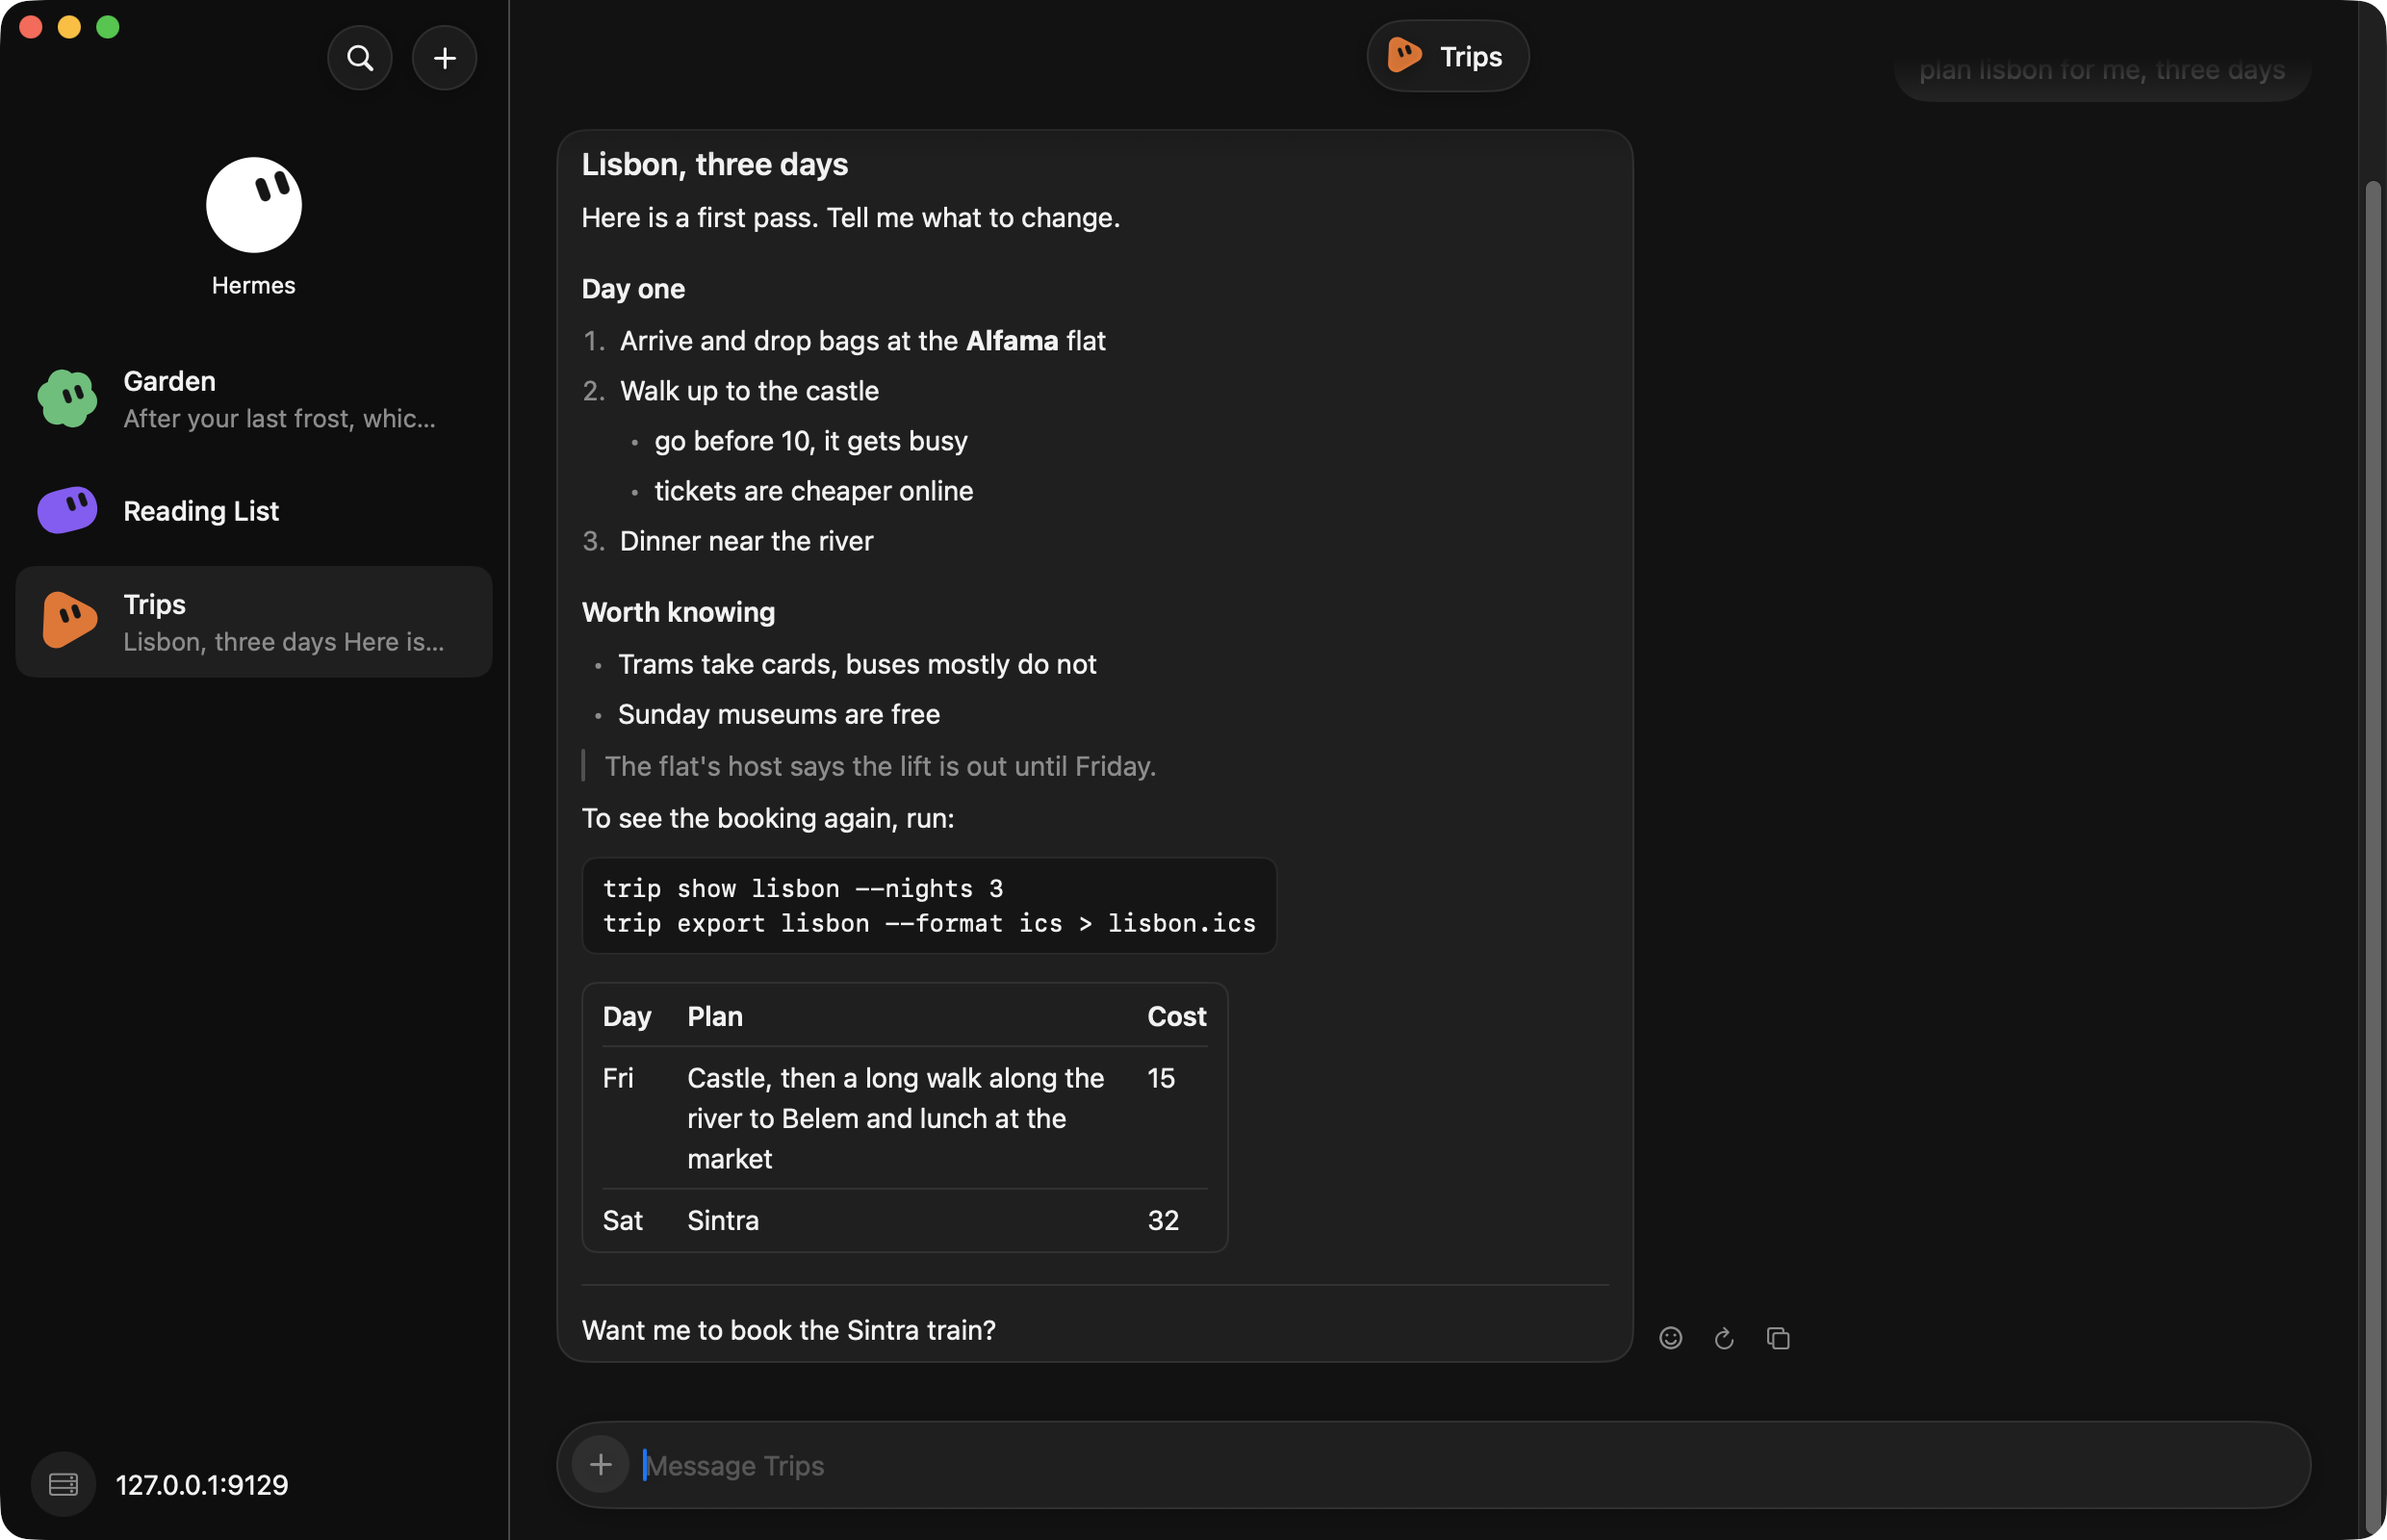 Trips
plan lisbon for me, three days
Hermes
Garden
After your last frost, whic...
Reading List
Trips
Lisbon, three days Here is...
127.0.0.1:9129
Lisbon, three days
Here is a first pass. Tell me what to change.
Day one
1. Arrive and drop bags at the Alfama flat
2. Walk up to the castle
• go before 10, it gets busy
• tickets are cheaper online
3. Dinner near the river
Worth knowing
• Trams take cards, buses mostly do not
• Sunday museums are free
The flat's host says the lift is out until Friday.
To see the booking again, run:
trip show lisbon --nights 3
trip export lisbon --format ics > lisbon.ics
Day Plan Cost
Fri Castle, then a long walk along the 15
river to Belem and lunch at the
market
Sat Sintra 32
Want me to book the Sintra train?
Message Trips